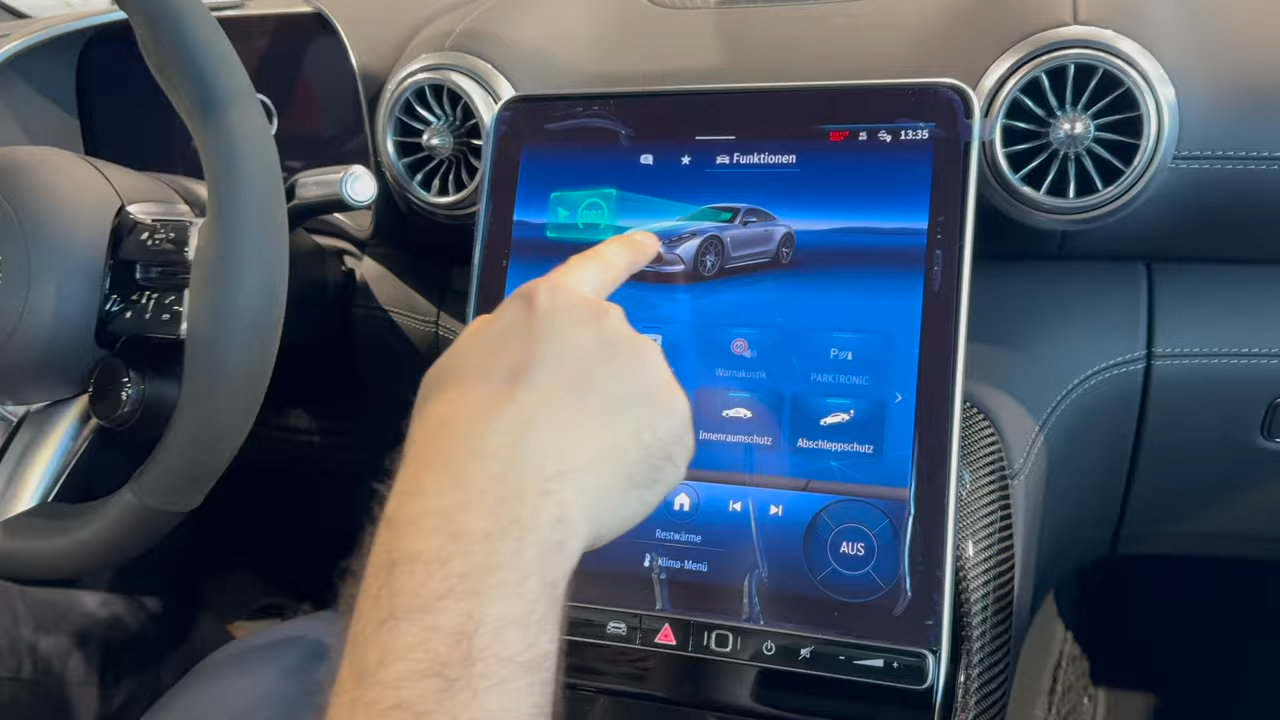 13:35
Funktionen
Warnakustik
PARKTRONIC
Innenraumschutz
Abschleppschutz
Restwärme
AUS
Klima-Menü